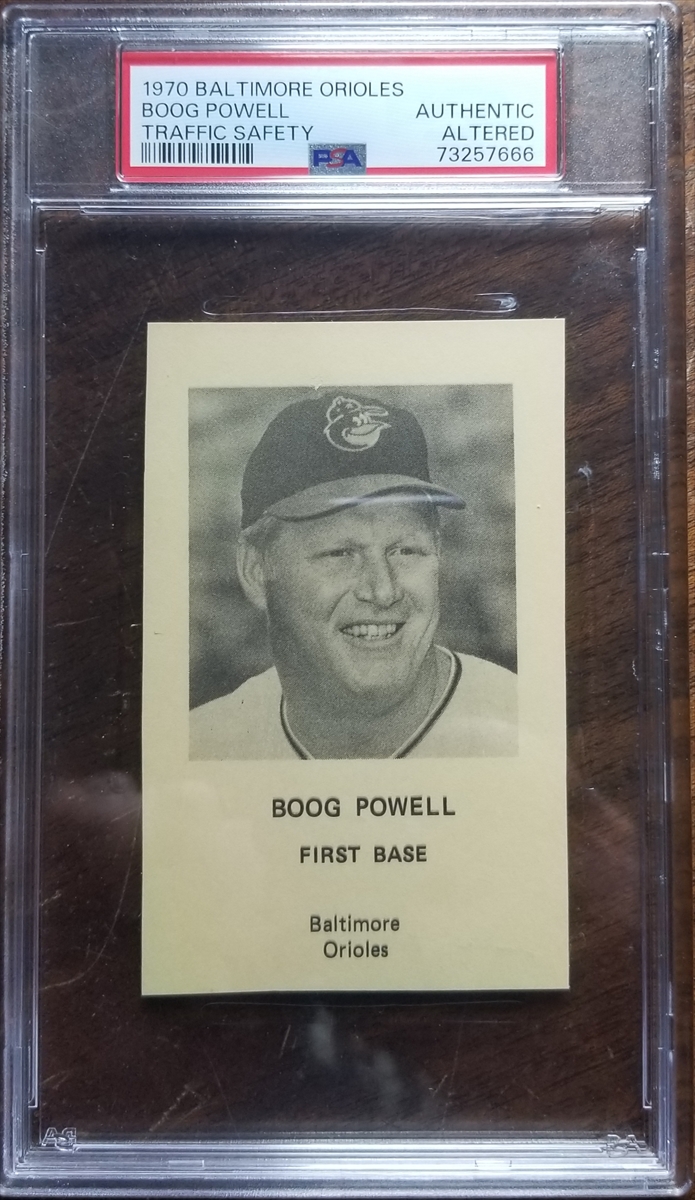 1970 BALTIMORE ORIOLES
BOOG POWELL AUTHENTIC
TRAFFIC SAFETY ALTERED
PSA 73257666
BOOG POWELL
FIRST BASE
Baltimore
Orioles